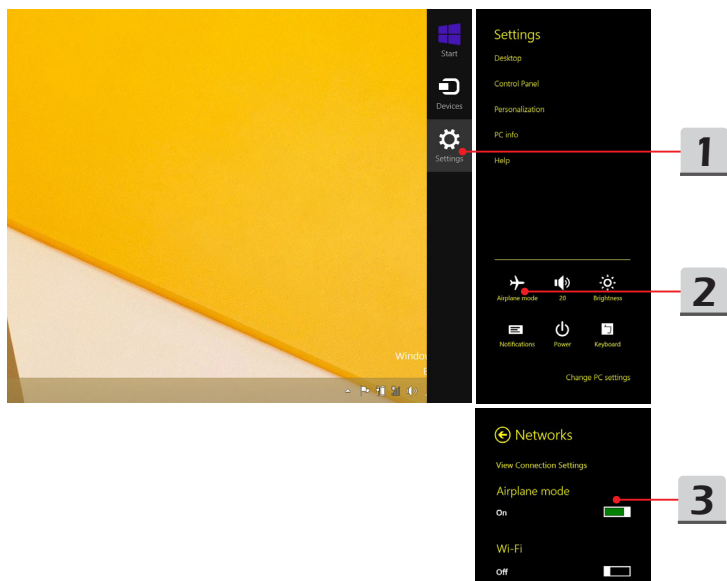 Start
Devices
Settings
Windo
Settings
Desktop
Control Panel
Personalization
PC info
Help
Airplane mode
20
Brightness
Notifications
Power
Keyboard
Change PC settings
1
2
Networks
View Connection Settings
Airplane mode
On
3
Wi-Fi
Off